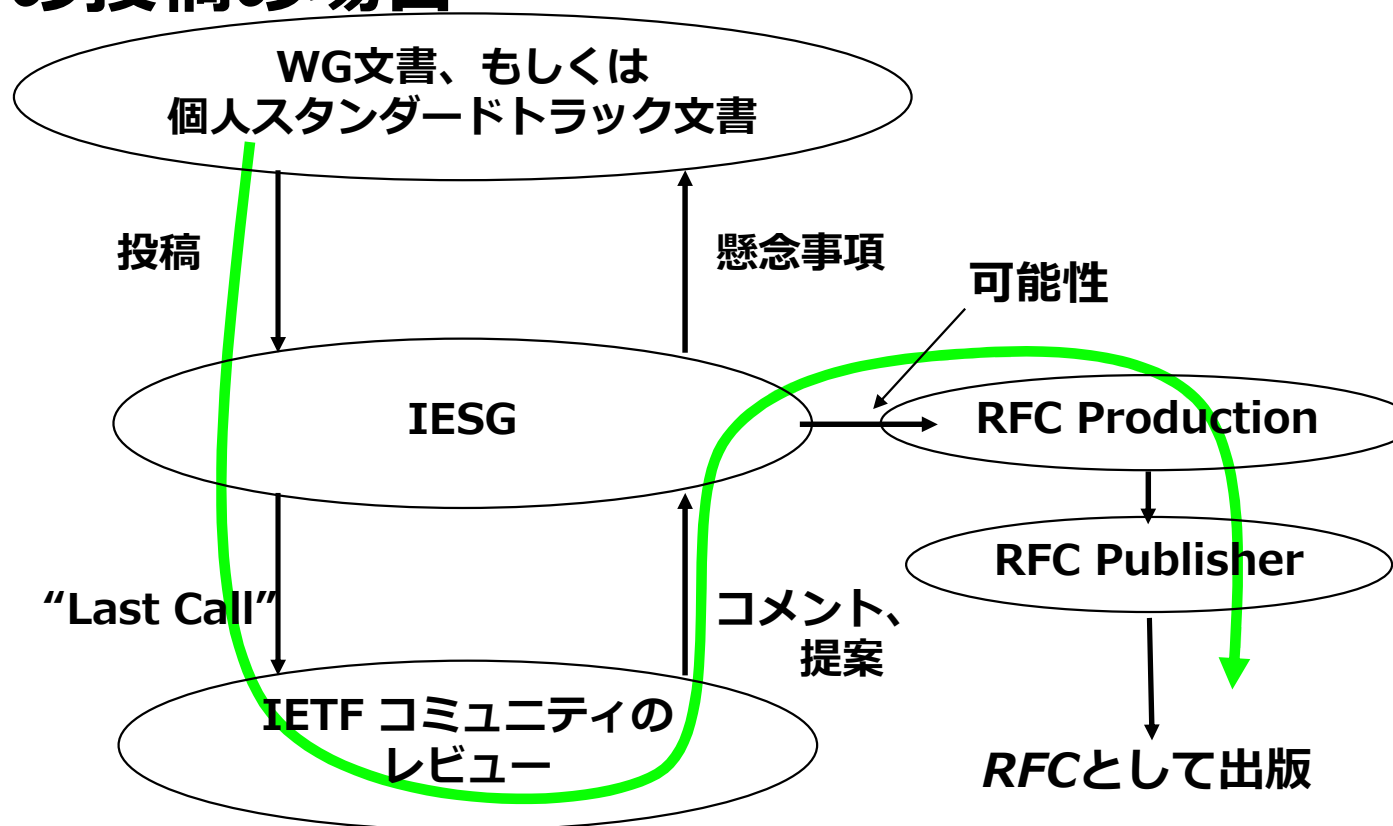 WG文書、もしくは
個人スタンダードトラック文書
投稿
懸念事項
可能性
IESG
RFC Production
RFC Publisher
“Last Call”
コメント、
提案
IETF コミュニティの
レビュー
RFCとして出版